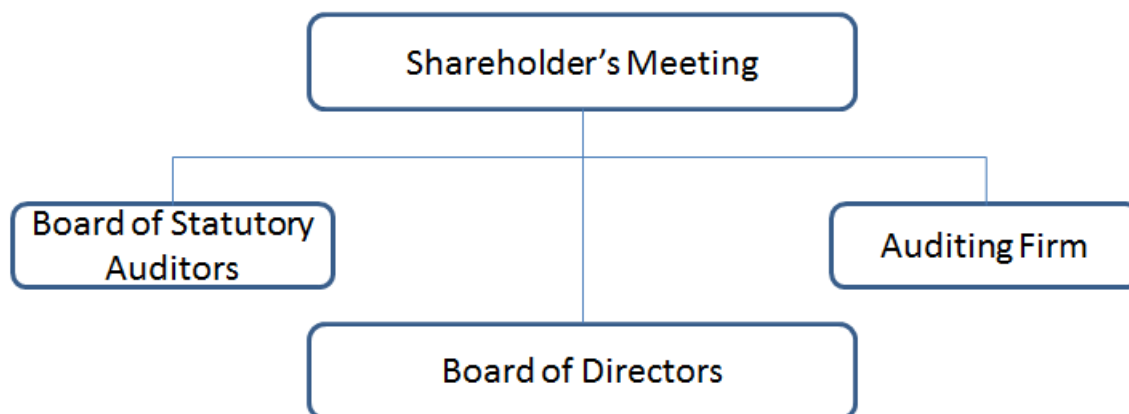 Shareholder’s Meeting
Board of Statutory
Auditors
Auditing Firm
Board of Directors